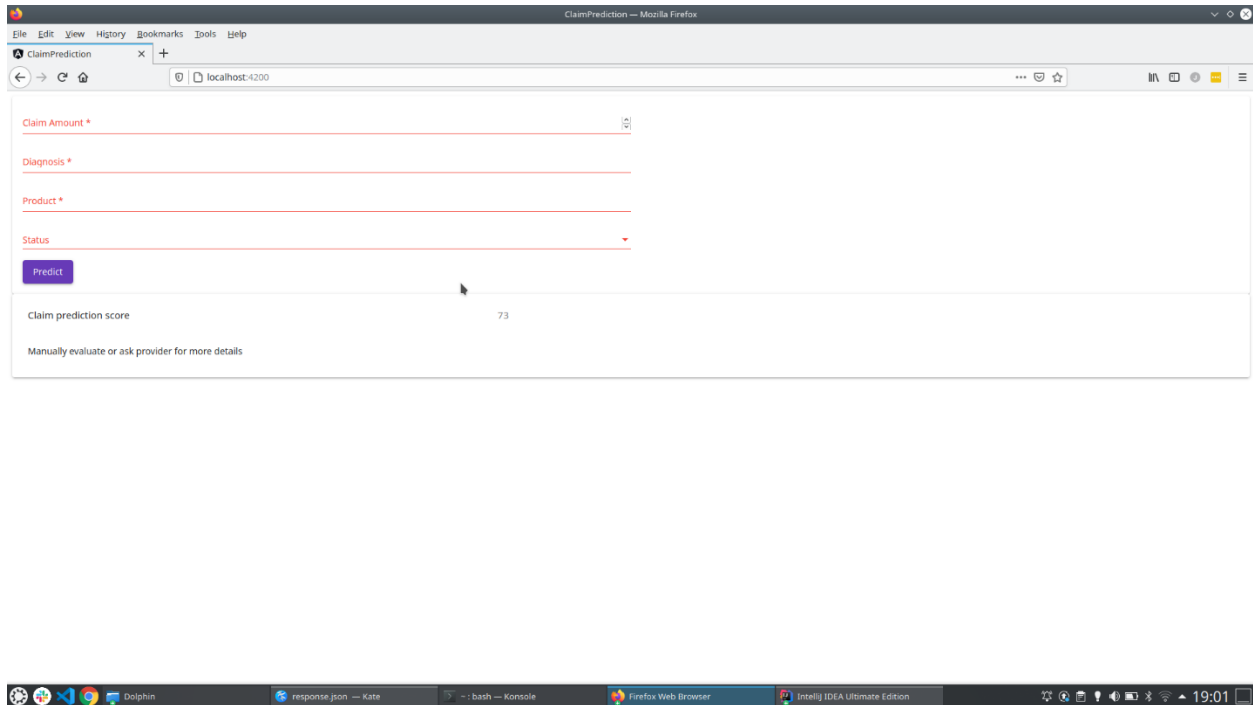 ClaimPrediction — Mozilla Firefox
File Edit View History Bookmarks Tools Help
ClaimPrediction
localhost:4200
Claim Amount *
Diagnosis *
Product *
Status
Predict
Claim prediction score 73
Manually evaluate or ask provider for more details
Dolphin response.json — Kate ~ : bash — Konsole Firefox Web Browser IntelliJ IDEA Ultimate Edition 19:01